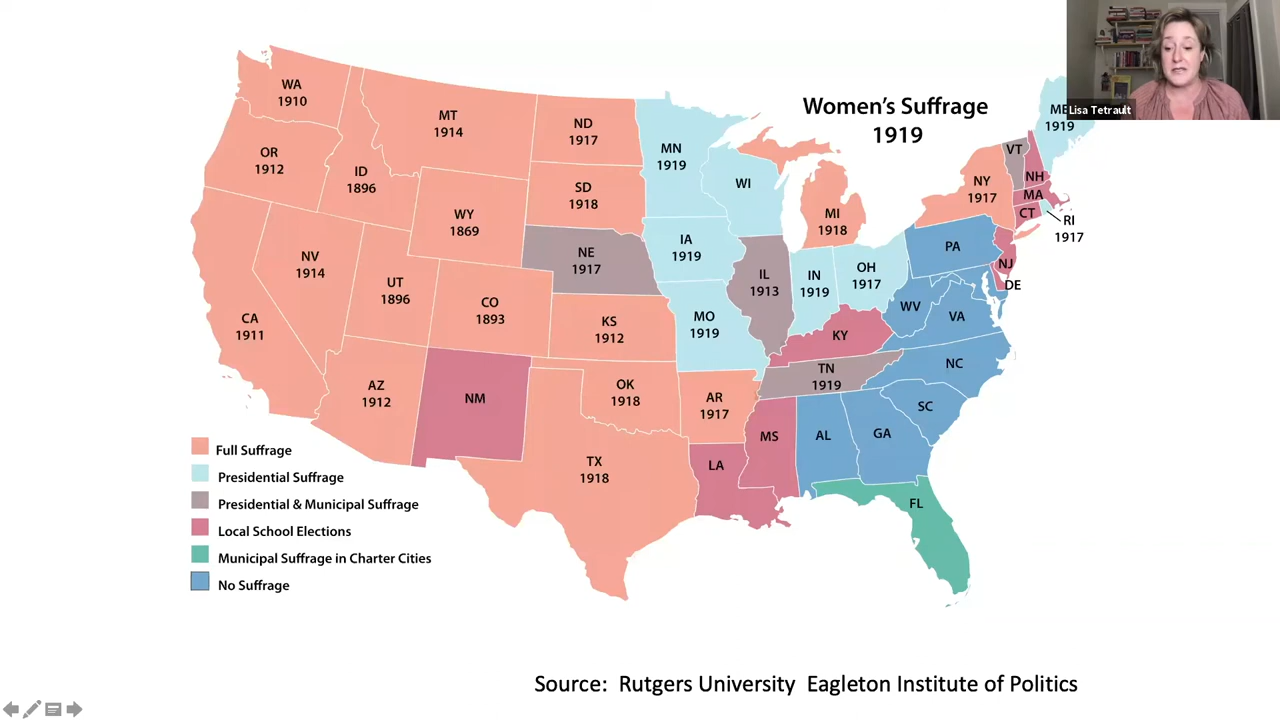 Women's Suffrage
1919
Lisa Tetrault
WA
1910
MT
1914
ND
1917
MN
1919
ME
1919
OR
1912
ID
1896
WY
1869
SD
1918
WI
MI
1918
NY
1917
VT
NH
MA
CT
RI
1917
NV
1914
UT
1896
CO
1893
NE
1917
IA
1919
IL
1913
IN
1919
OH
1917
PA
NJ
DE
CA
1911
KS
1912
MO
1919
KY
WV
VA
AZ
1912
NM
OK
1918
AR
1917
TN
1919
NC
SC
TX
1918
LA
MS
AL
GA
FL
Full Suffrage
Presidential Suffrage
Presidential & Municipal Suffrage
Local School Elections
Municipal Suffrage in Charter Cities
No Suffrage
Source: Rutgers University Eagleton Institute of Politics